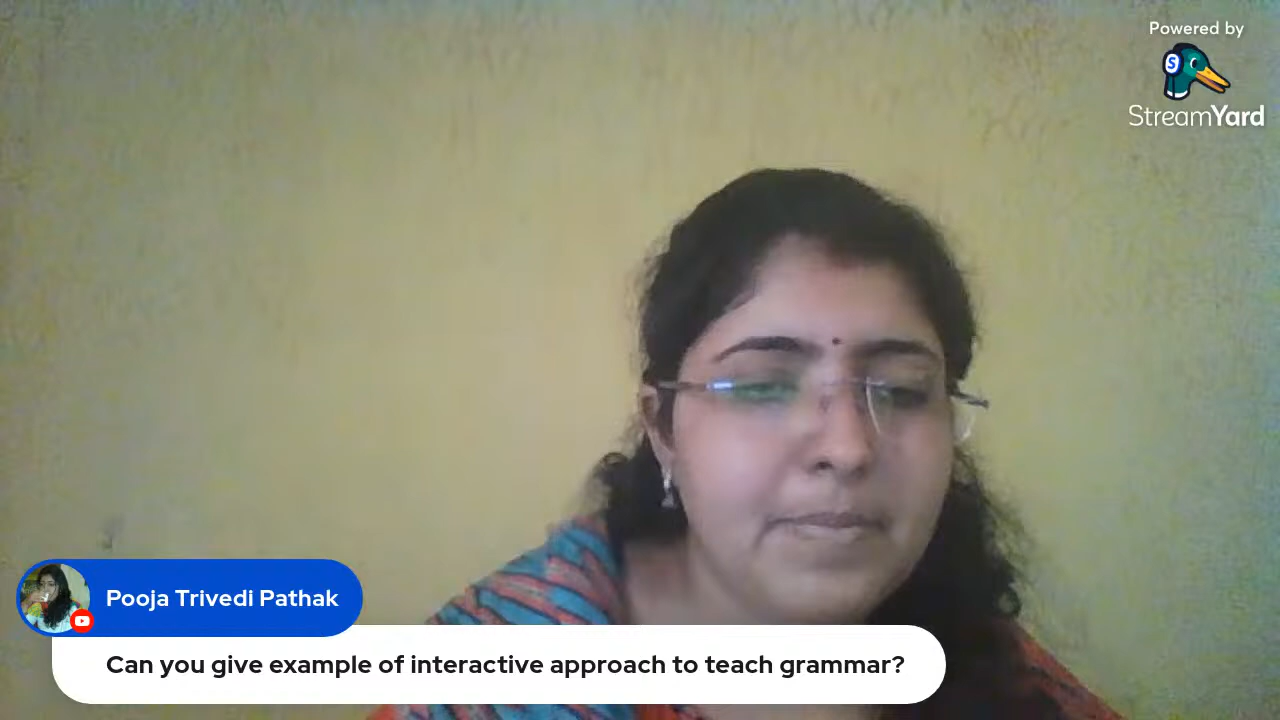 Powered by
S
StreamYard
Pooja Trivedi Pathak
Can you give example of interactive approach to teach grammar?